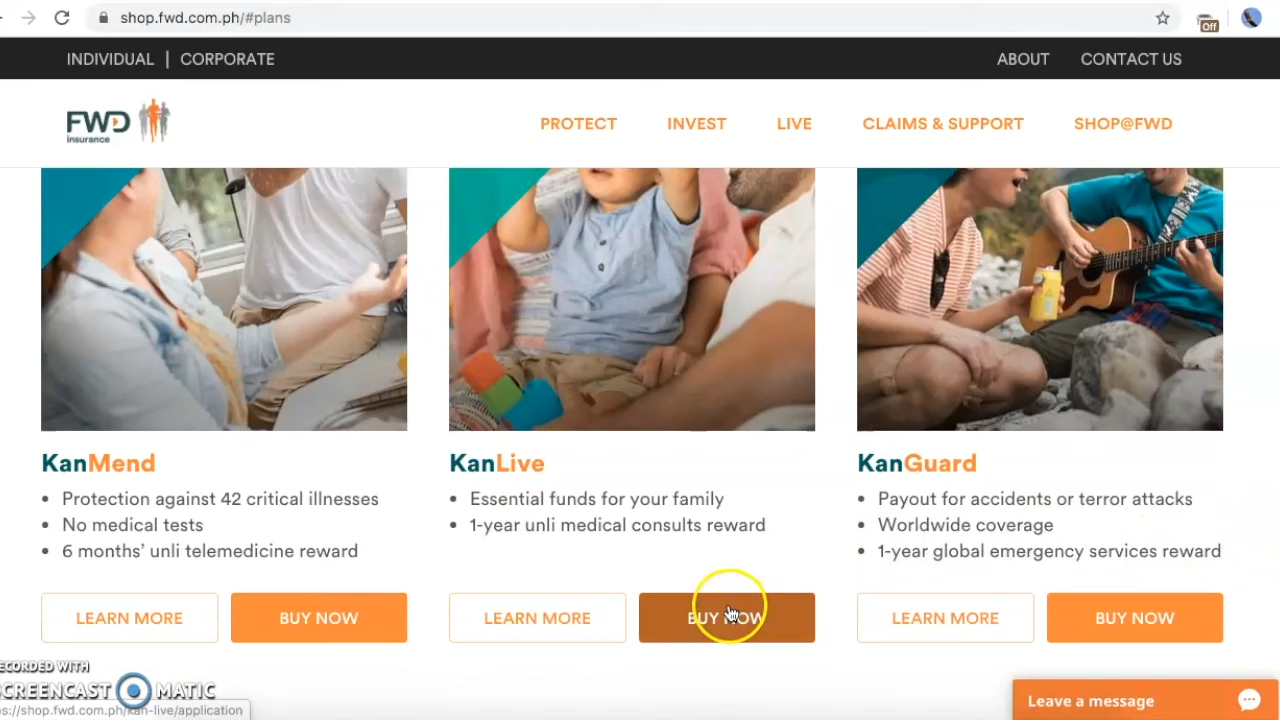 shop.fwd.com.ph/#plans
Off
INDIVIDUAL | CORPORATE
ABOUT
CONTACT US
FWD
insurance
PROTECT
INVEST
LIVE
CLAIMS & SUPPORT
SHOP@FWD
KanMend
• Protection against 42 critical illnesses
• No medical tests
• 6 months’ unli telemedicine reward
LEARN MORE
BUY NOW
KanLive
• Essential funds for your family
• 1-year unli medical consults reward
LEARN MORE
BUY NOW
KanGuard
• Payout for accidents or terror attacks
• Worldwide coverage
• 1-year global emergency services reward
LEARN MORE
BUY NOW
ECORDED WITH
SCREENCAST MATIC
ps://shop.fwd.com.ph/kan-live/application
Leave a message